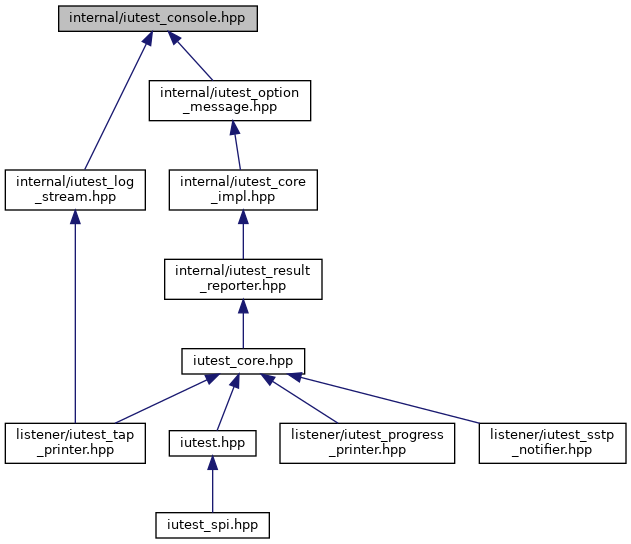 internal/iutest_console.hpp
internal/iutest_option
_message.hpp
internal/iutest_log
_stream.hpp
internal/iutest_core
_impl.hpp
internal/iutest_result
_reporter.hpp
iutest_core.hpp
listener/iutest_tap
_printer.hpp
iutest.hpp
listener/iutest_progress
_printer.hpp
listener/iutest_sstp
_notifier.hpp
iutest_spi.hpp